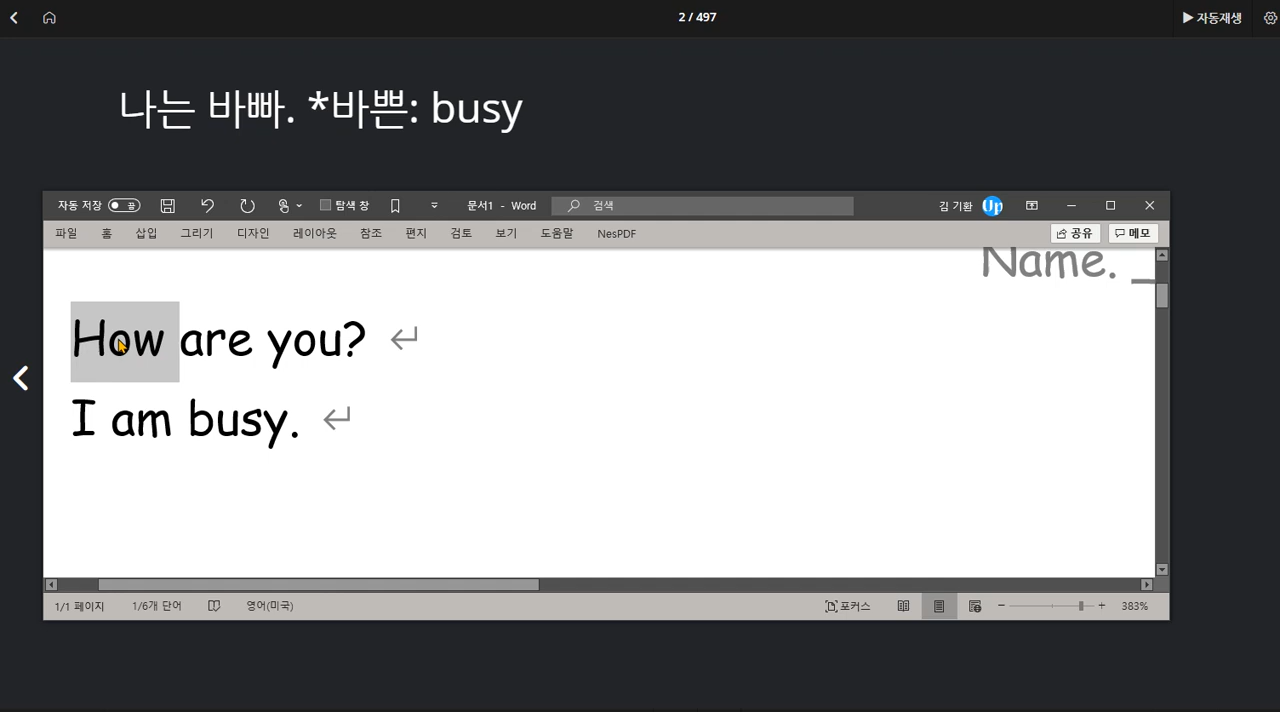 2 / 497
자동재생
나는 바빠. *바쁜: busy
자동 저장 끔 탐색 창 문서1 - Word 검색 김 기환 Up
파일 홈 삽입 그리기 디자인 레이아웃 참조 편지 검토 보기 도움말 NesPDF 공유 메모
Name. _
How are you?
I am busy.
1/1 페이지 1/6개 단어 영어(미국) 포커스 383%